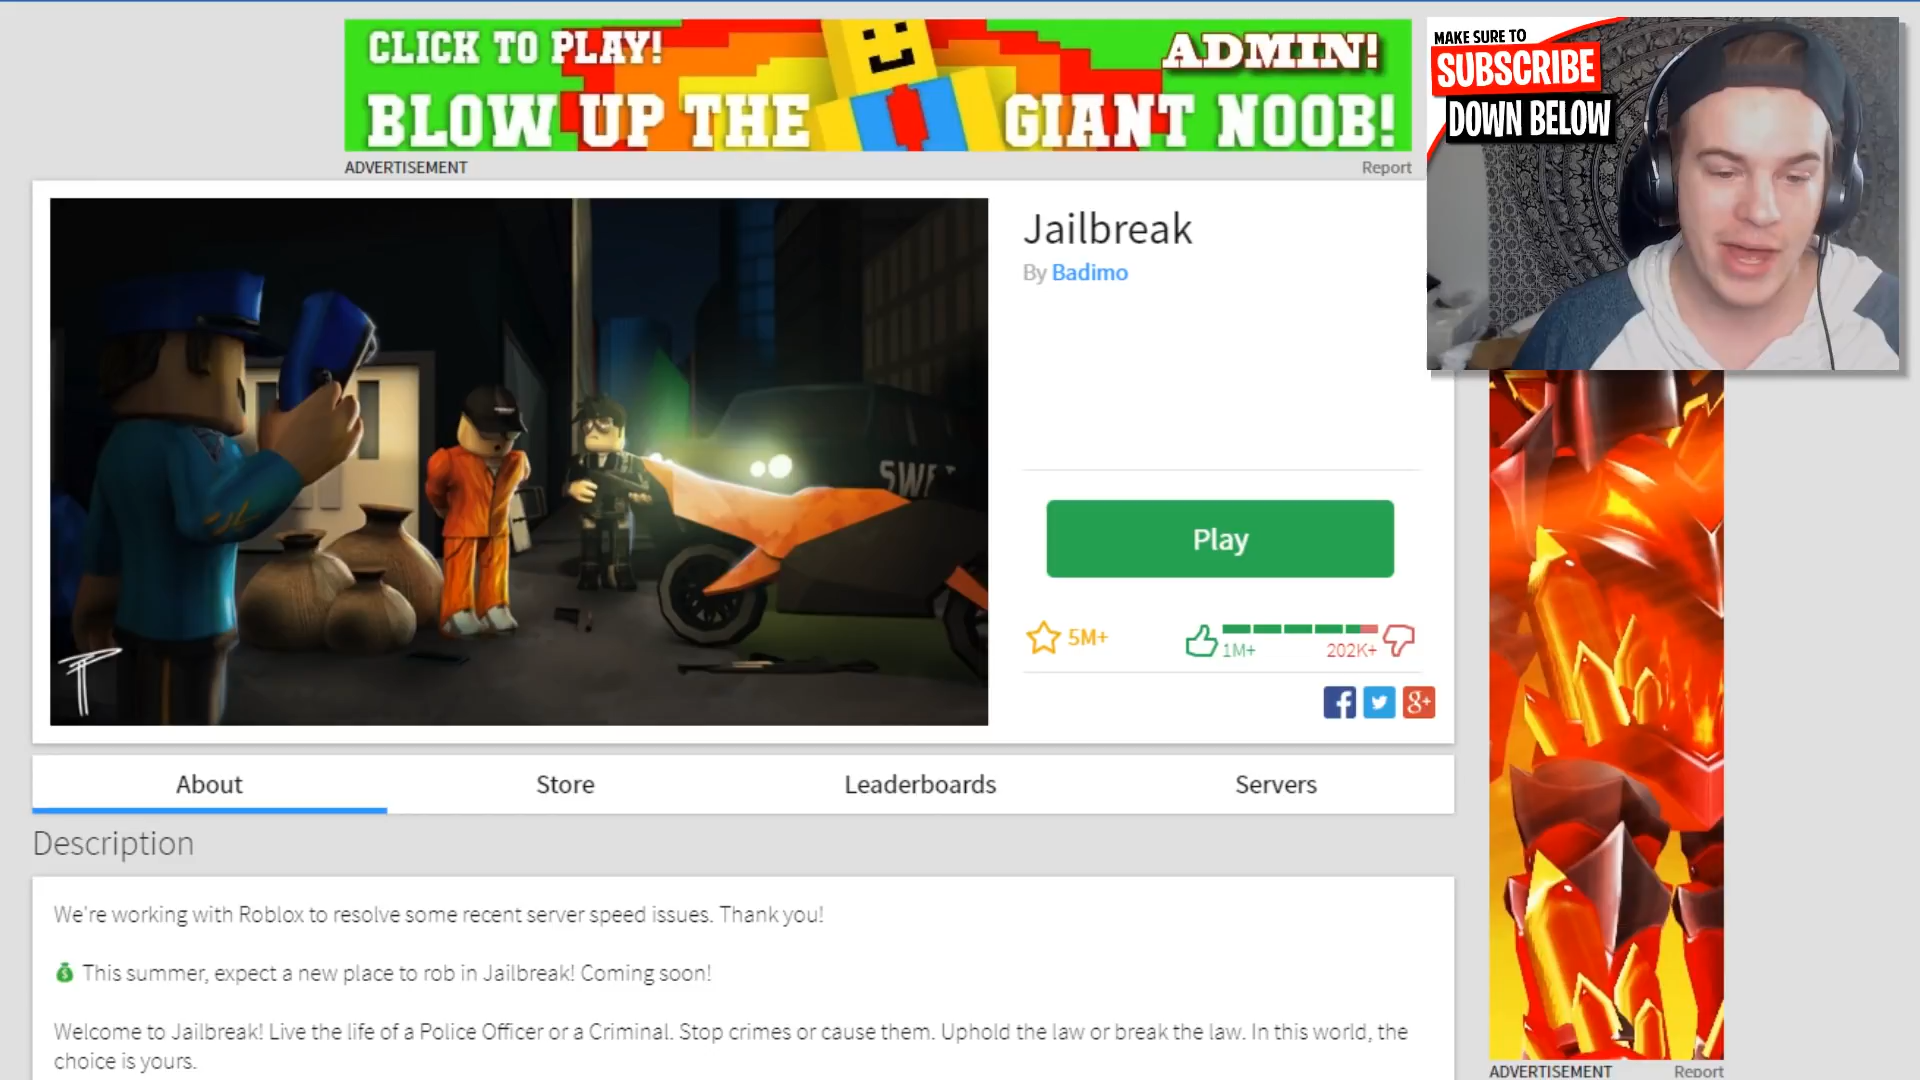 CLICK TO PLAY!
ADMIN!
BLOW UP THE GIANT NOOB!
ADVERTISEMENT
Report
MAKE SURE TO
SUBSCRIBE
DOWN BELOW
Jailbreak
By Badimo
Play
5M+
1M+
202K+
About
Store
Leaderboards
Servers
Description
We're working with Roblox to resolve some recent server speed issues. Thank you!
This summer, expect a new place to rob in Jailbreak! Coming soon!
Welcome to Jailbreak! Live the life of a Police Officer or a Criminal. Stop crimes or cause them. Uphold the law or break the law. In this world, the
choice is yours.
ADVERTISEMENT
Report